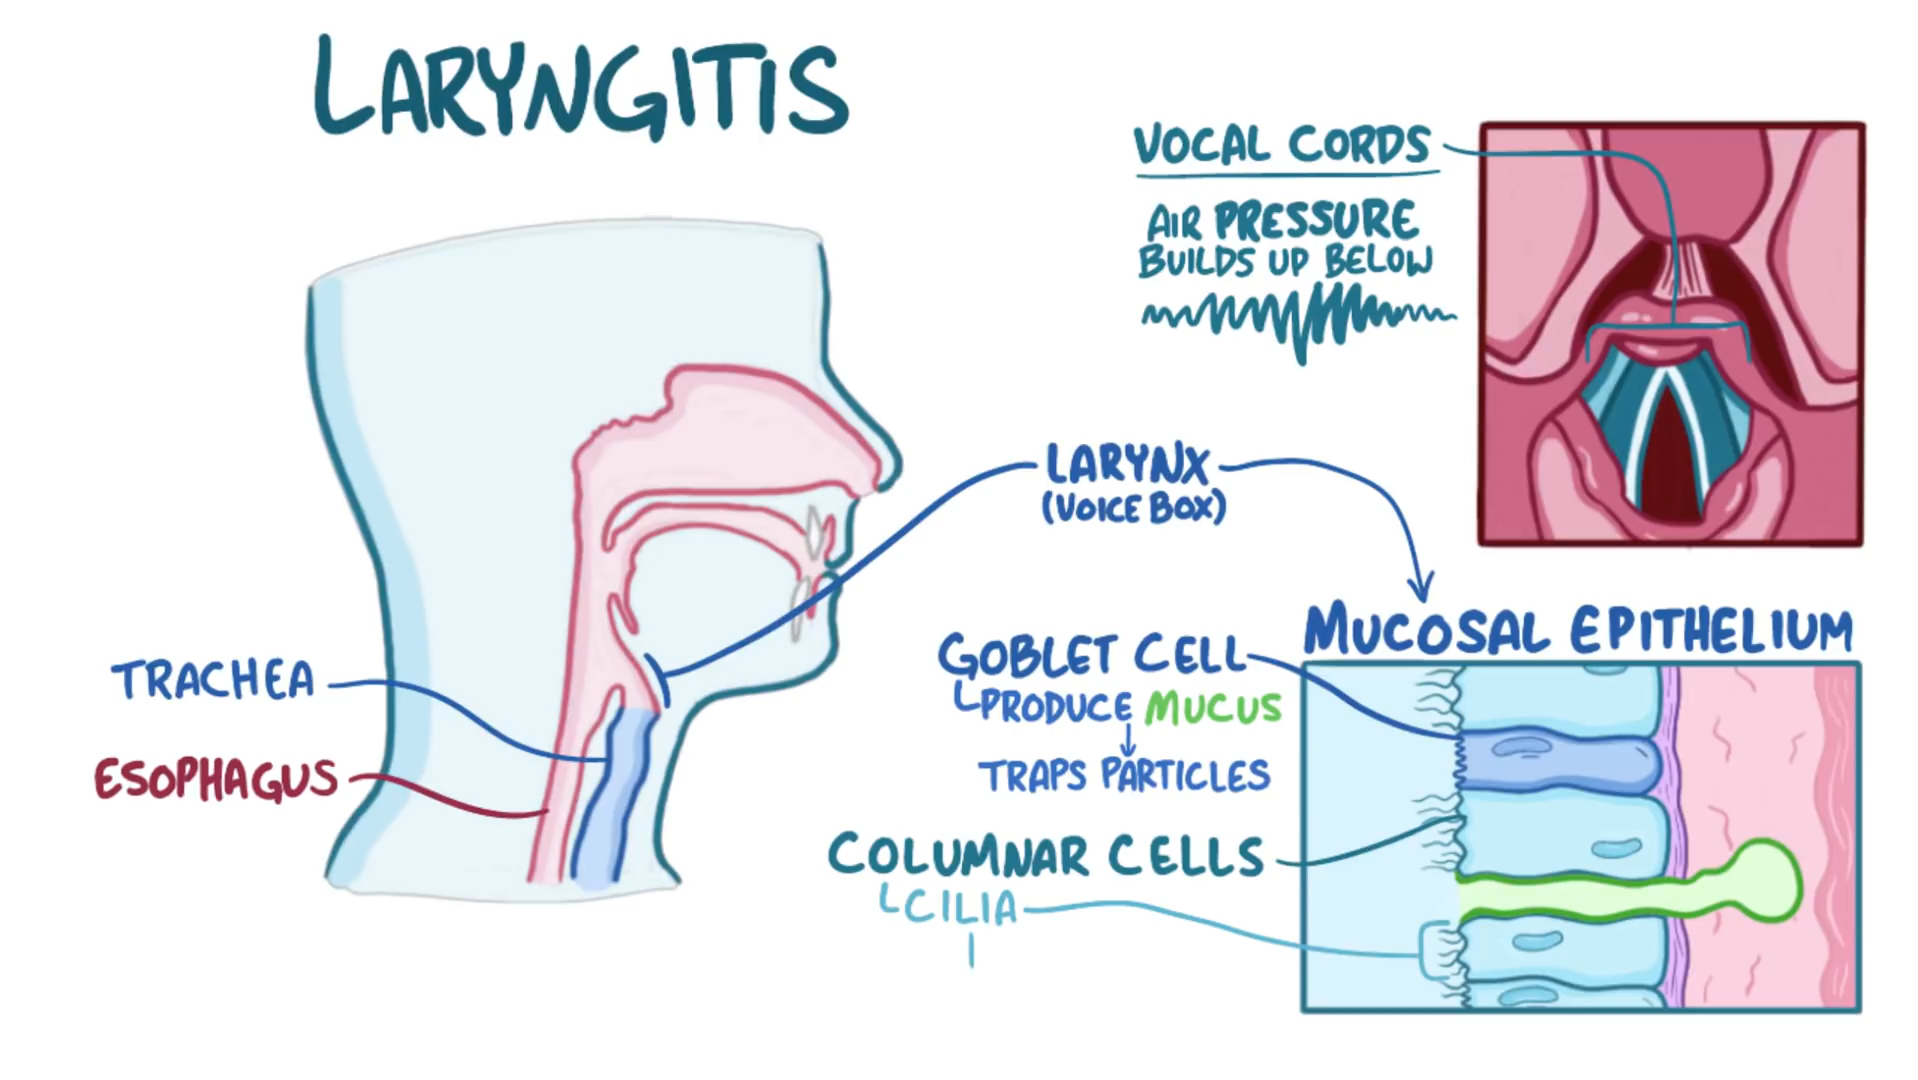 LARYNGITIS
VOCAL CORDS
AIR PRESSURE
BUILDS UP BELOW
LARYNX
(VOICE BOX)
TRACHEA
ESOPHAGUS
MUCOSAL EPITHELIUM
GOBLET CELL
PRODUCE MUCUS
TRAPS PARTICLES
COLUMNAR CELLS
CILIA